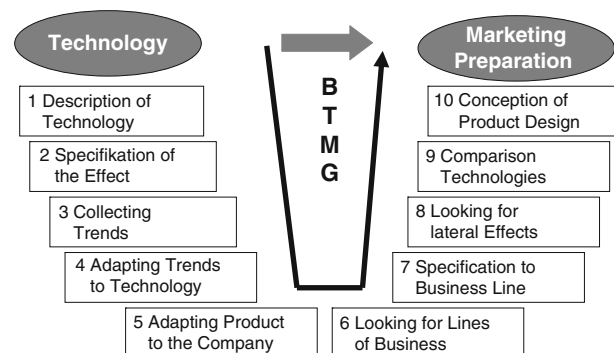 Technology
Marketing
Preparation
B
T
M
G
1 Description of
Technology
2 Specifikation of
the Effect
3 Collecting
Trends
4 Adapting Trends
to Technology
5 Adapting Product
to the Company
6 Looking for Lines
of Business
7 Specification to
Business Line
8 Looking for
lateral Effects
9 Comparison
Technologies
10 Conception of
Product Design